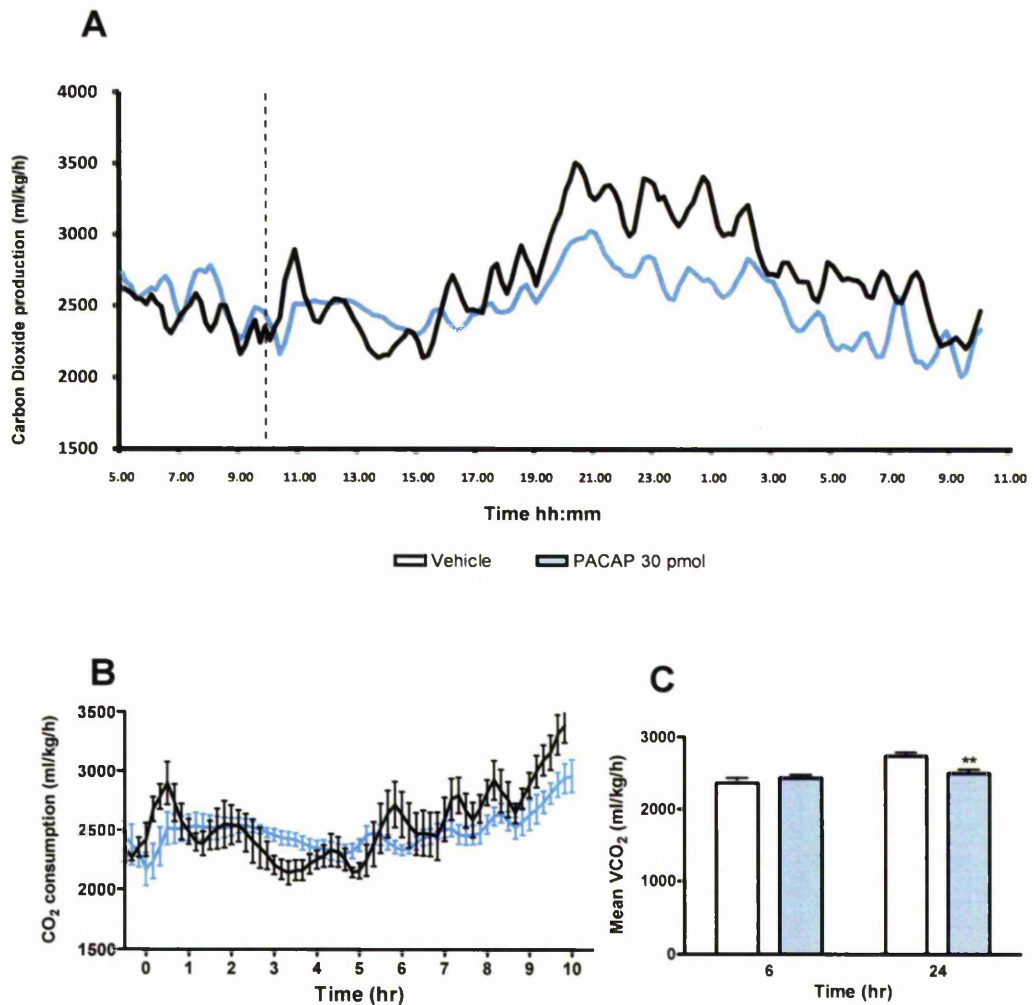 A
Carbon Dioxide production (ml/kg/h)
4000
3500
3000
2500
2000
1500
5.00 7.00 9.00 11.00 13.00 15.00 17.00 19.00 21.00 23.00 1.00 3.00 5.00 7.00 9.00 11.00
Time hh:mm
Vehicle PACAP 30 pmol
B
CO₂ consumption (ml/kg/h)
3500
3000
2500
2000
1500
0 1 2 3 4 5 6 7 8 9 10
Time (hr)
C
Mean VCO₂ (ml/kg/h)
3000
2000
1000
0
**
6 24
Time (hr)